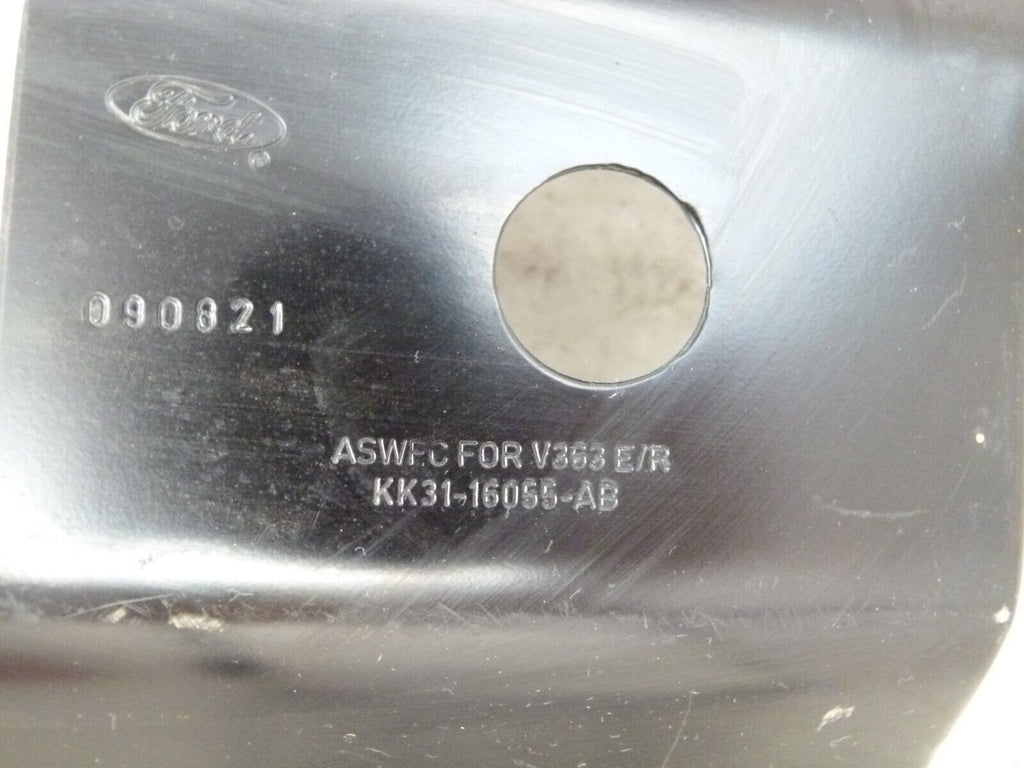 Ford
®
090821
ASWFC FOR V363 E/R
KK31-16055-AB